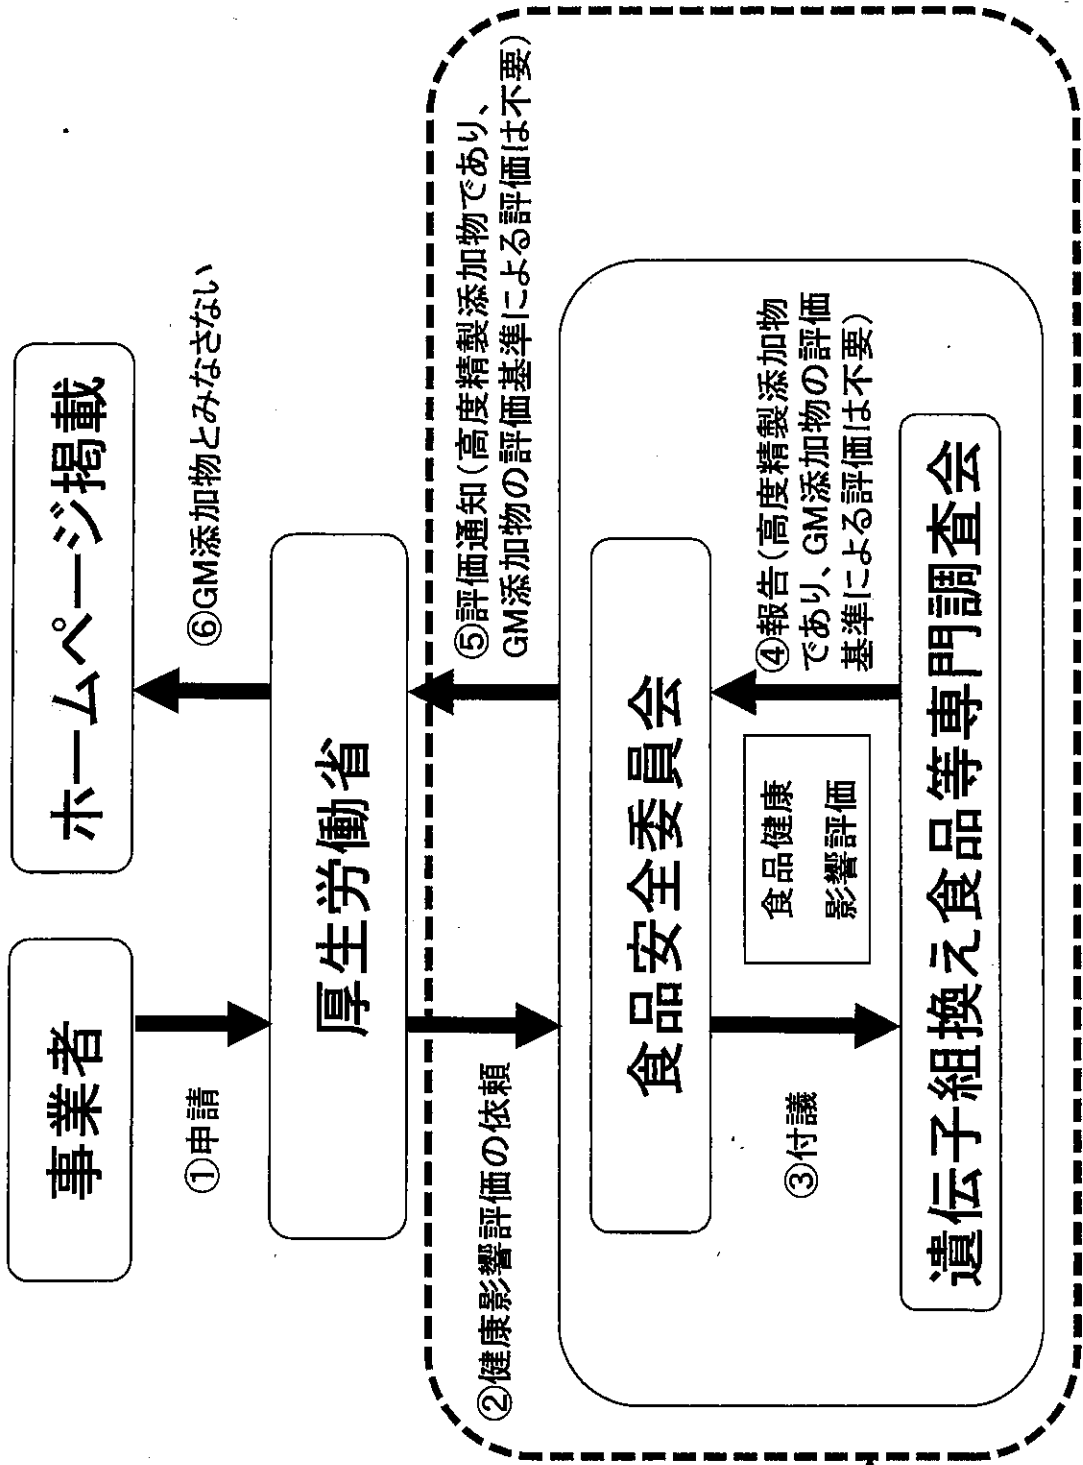 事業者
ホームページ掲載
①申請
⑥GM添加物とみなさない
厚生労働省
②健康影響評価の依頼
⑤評価通知(高度精製添加物であり、
GM添加物の評価基準による評価は不要)
食品安全委員会
③付議
食品健康
影響評価
④報告(高度精製添加物
であり、GM添加物の評価
基準による評価は不要)
遺伝子組換え食品等専門調査会